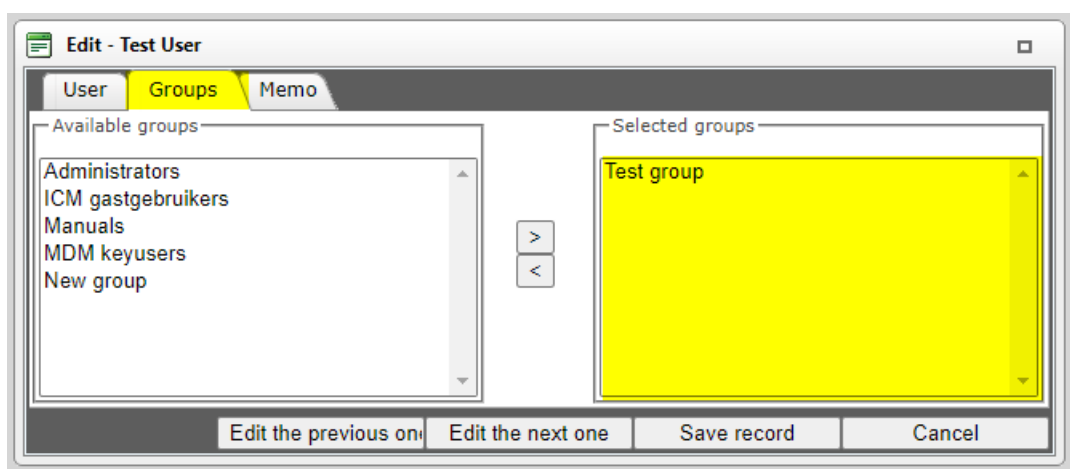 Edit - Test User
User Groups Memo
Available groups
Administrators
ICM gastgebruikers
Manuals
MDM keyusers
New group
>
<
Selected groups
Test group
Edit the previous on
Edit the next one
Save record
Cancel